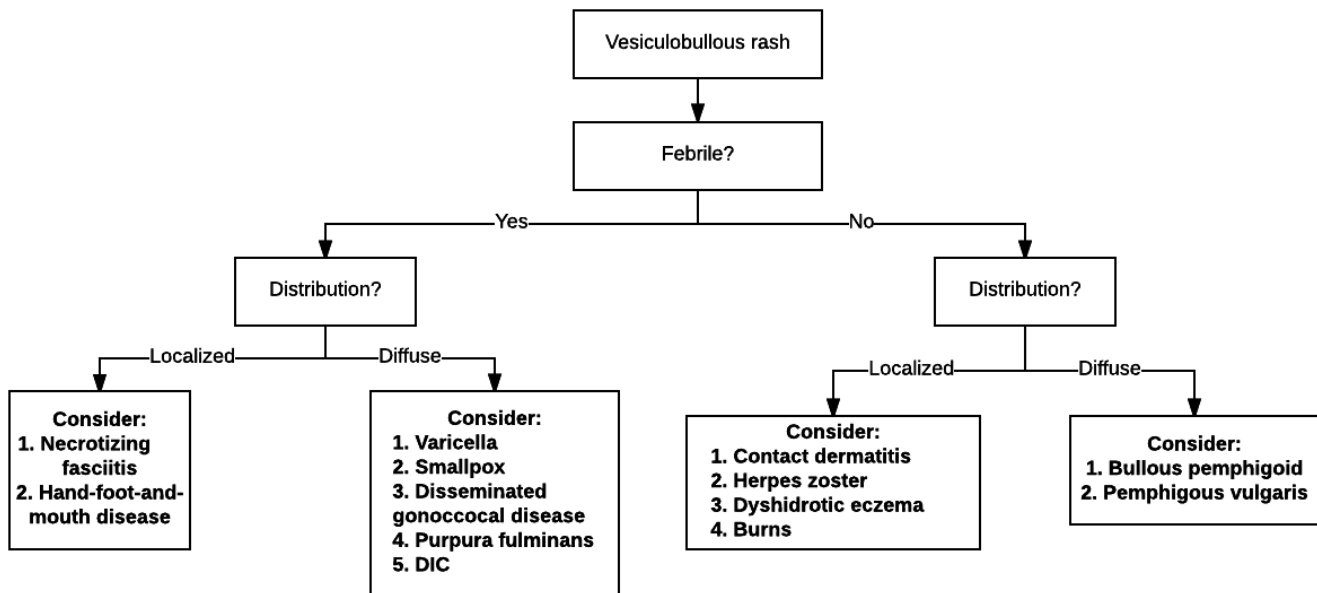 Vesiculobullous rash
Febrile?
Yes
No
Distribution?
Distribution?
Localized
Diffuse
Localized
Diffuse
Consider:
1. Necrotizing
fasciitis
2. Hand-foot-and-
mouth disease
Consider:
1. Varicella
2. Smallpox
3. Disseminated
gonoccocal disease
4. Purpura fulminans
5. DIC
Consider:
1. Contact dermatitis
2. Herpes zoster
3. Dyshidrotic eczema
4. Burns
Consider:
1. Bullous pemphigoid
2. Pemphigous vulgaris